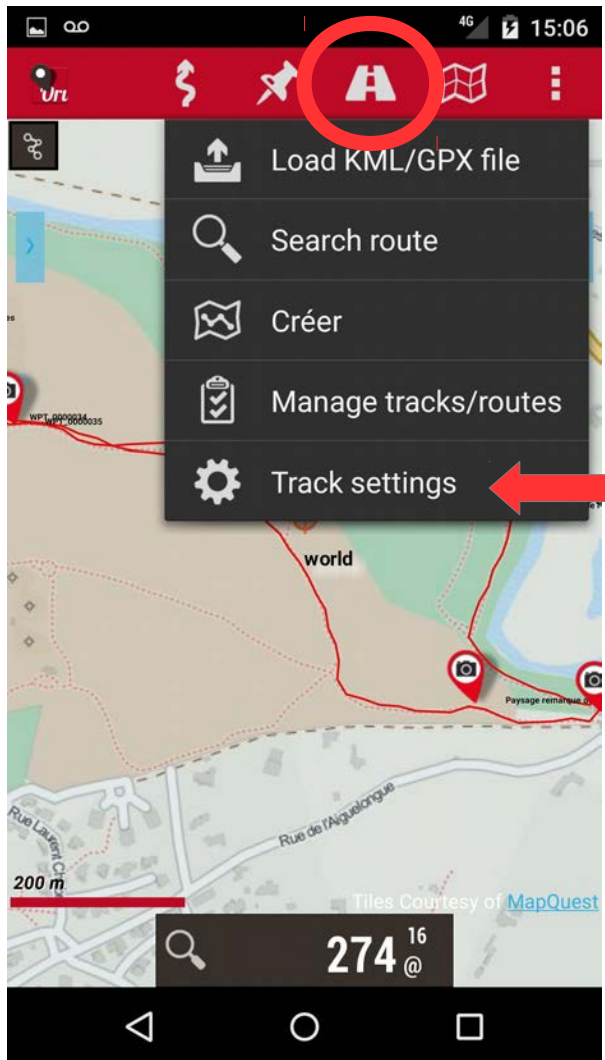 4G 15:06
Load KML/GPX file
Search route
Créer
Manage tracks/routes
Track settings
world
Paysage remarque
Rue de l'Aiguelongue
200 m
Tiles Courtesy of MapQuest
274 16
@